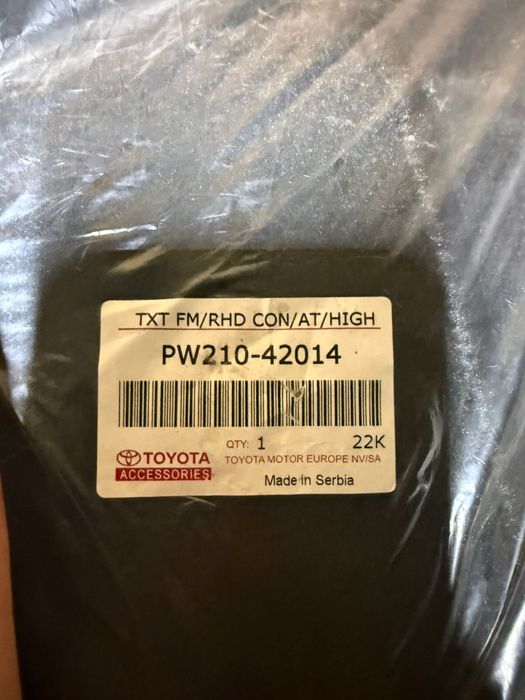 TXT FM/RHD CON/AT/HIGH
PW210-42014
QTY: 1 22K
TOYOTA
ACCESSORIES
TOYOTA MOTOR EUROPE NV/SA
Made in Serbia